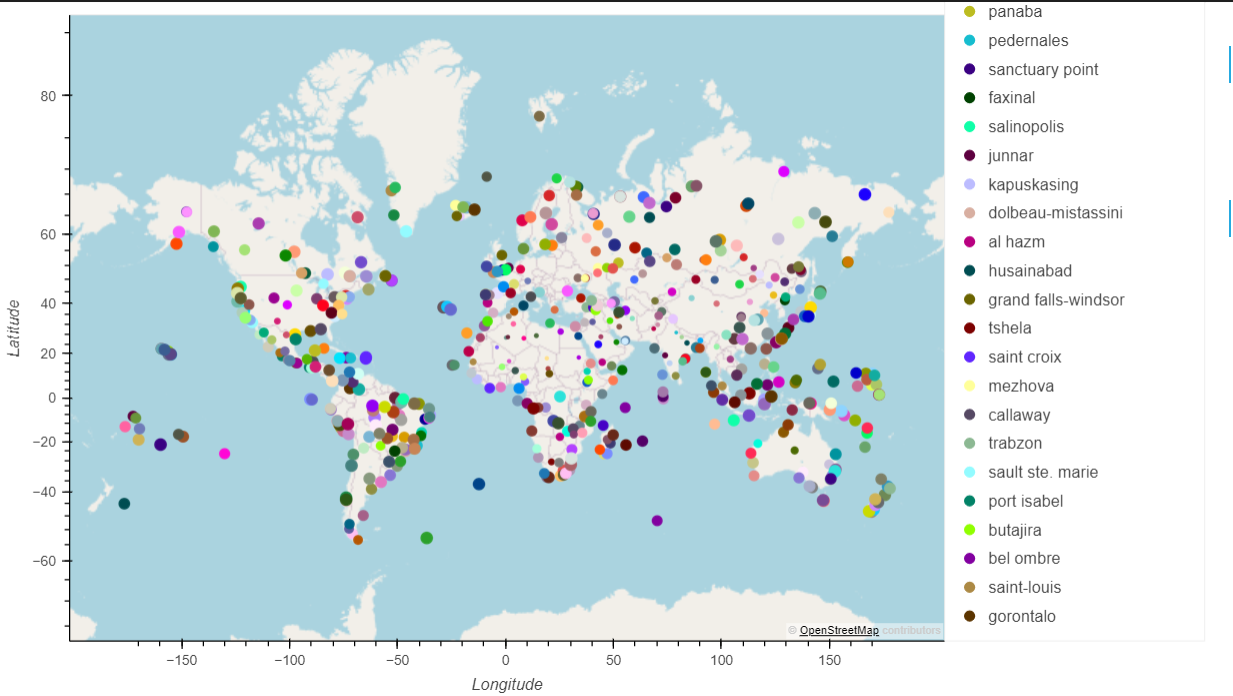 panaba
pedernales
sanctuary point
faxinal
salinopolis
junnar
kapuskasing
dolbeau-mistassini
al hazm
husainabad
grand falls-windsor
tshela
saint croix
mezhova
callaway
trabzon
sault ste. marie
port isabel
butajira
bel ombre
saint-louis
gorontalo
80
60
40
20
0
−20
−40
−60
Latitude
© OpenStreetMap contributors
−150
−100
−50
0
50
100
150
Longitude